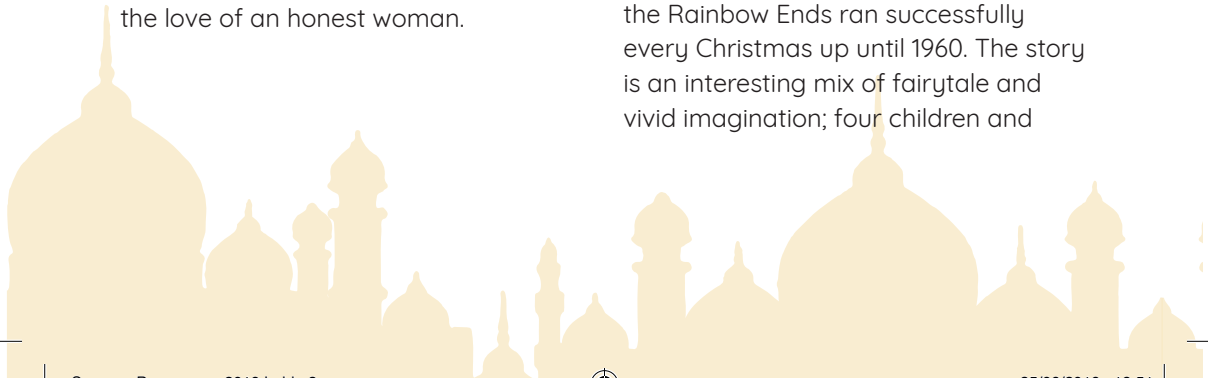 the love of an honest woman.
the Rainbow Ends ran successfully
every Christmas up until 1960. The story
is an interesting mix of fairytale and
vivid imagination; four children and